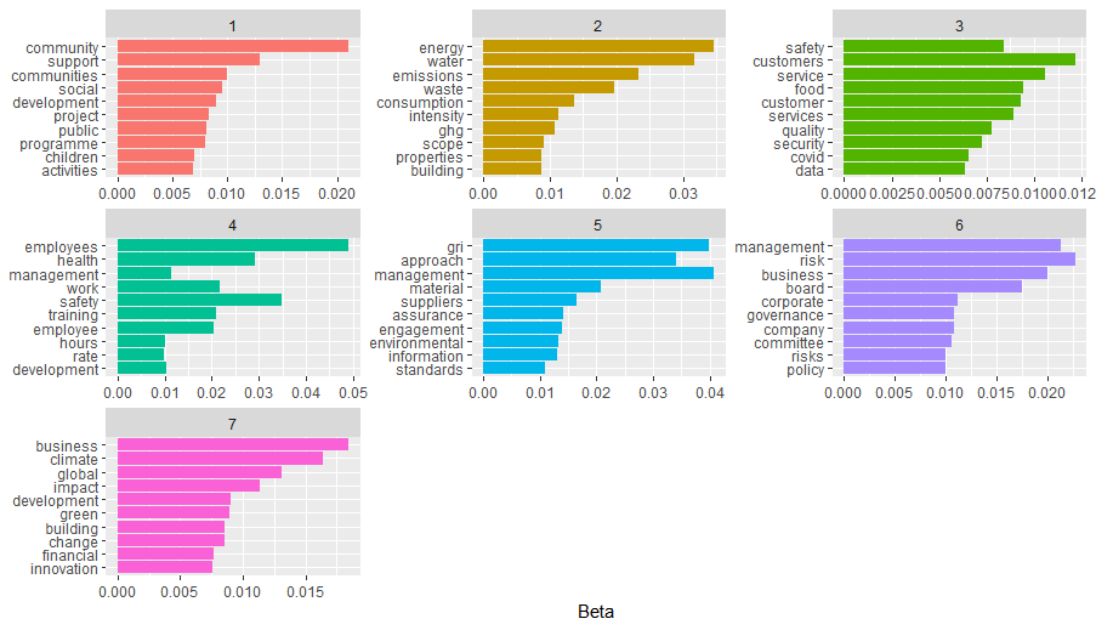 1
community
support
communities
social
development
project
public
programme
children
activities
0.000 0.005 0.010 0.015 0.020
2
energy
water
emissions
waste
consumption
intensity
ghg
scope
properties
building
0.00 0.01 0.02 0.03
3
safety
customers
service
food
customer
services
quality
security
covid
data
0.0000 0.0025 0.0050 0.0075 0.0100 0.012
4
employees
health
management
work
safety
training
employee
hours
rate
development
0.00 0.01 0.02 0.03 0.04 0.05
5
gri
approach
management
material
suppliers
assurance
engagement
environmental
information
standards
0.00 0.01 0.02 0.03 0.04
6
management
risk
business
board
corporate
governance
company
committee
risks
policy
0.000 0.005 0.010 0.015 0.020
7
business
climate
global
impact
development
green
building
change
financial
innovation
0.000 0.005 0.010 0.015
Beta